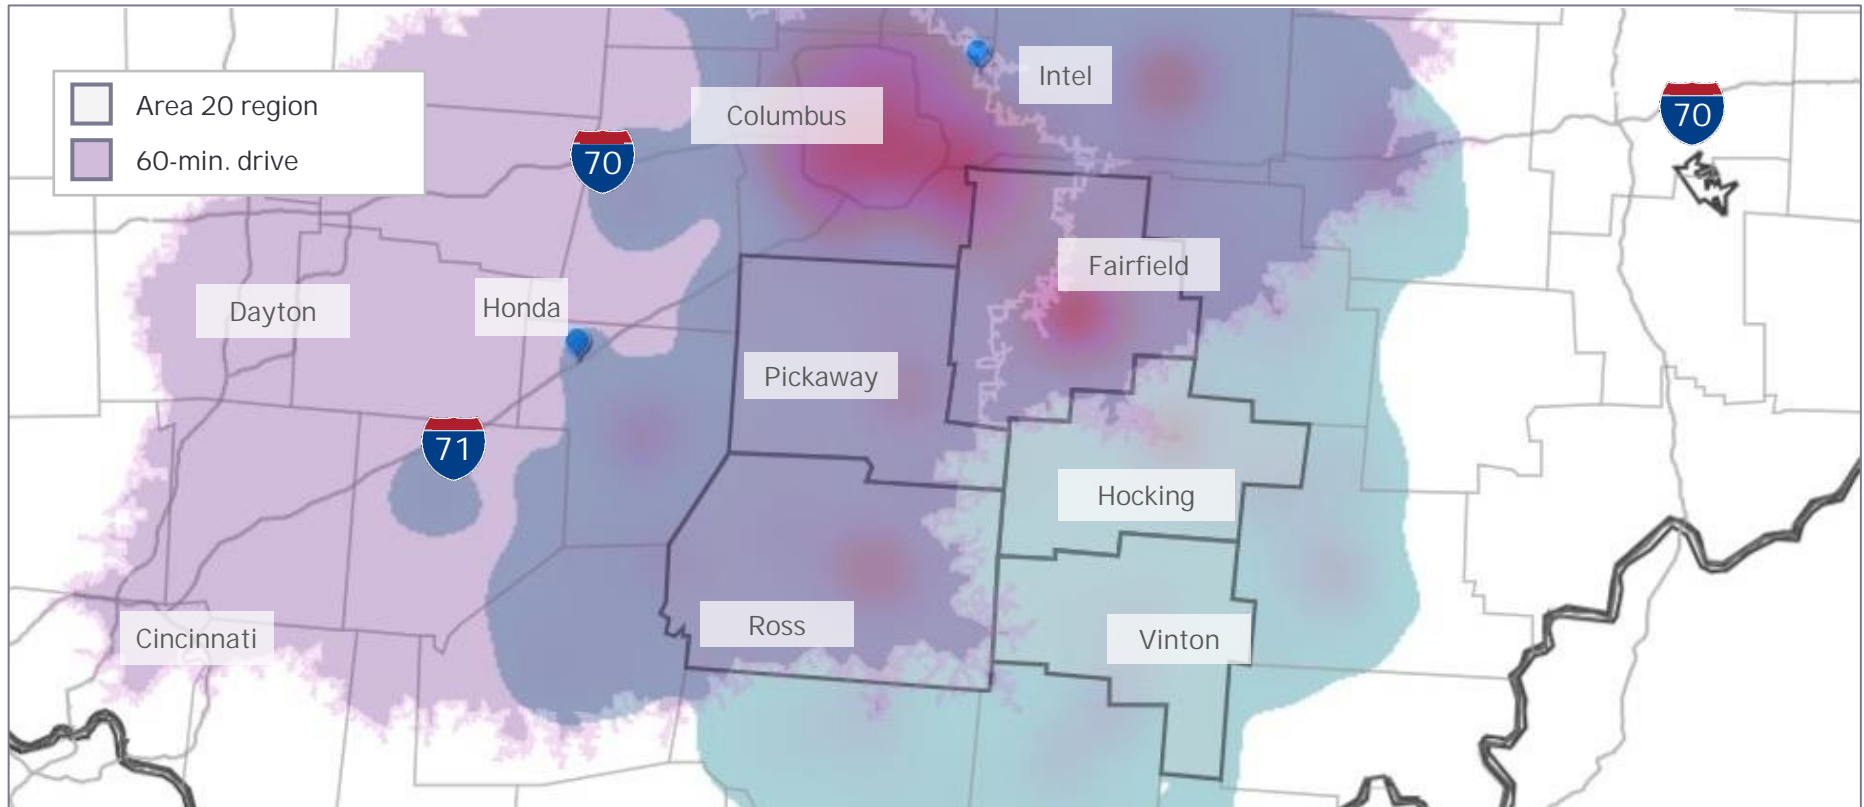 Area 20 region
60-min. drive
Columbus
Intel
70
70
Fairfield
Dayton
Honda
Pickaway
71
Hocking
Ross
Cincinnati
Vinton